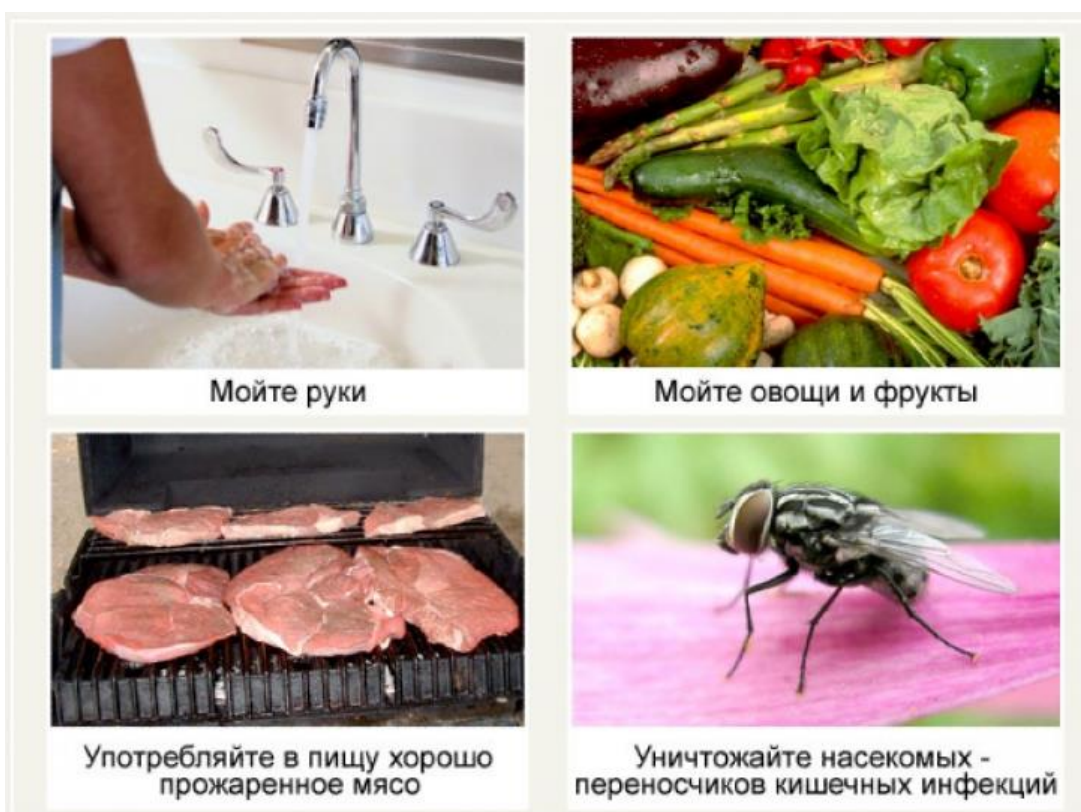 Мойте руки
Мойте овощи и фрукты
Употребляйте в пищу хорошо
прожаренное мясо
Уничтожайте насекомых -
переносчиков кишечных инфекций